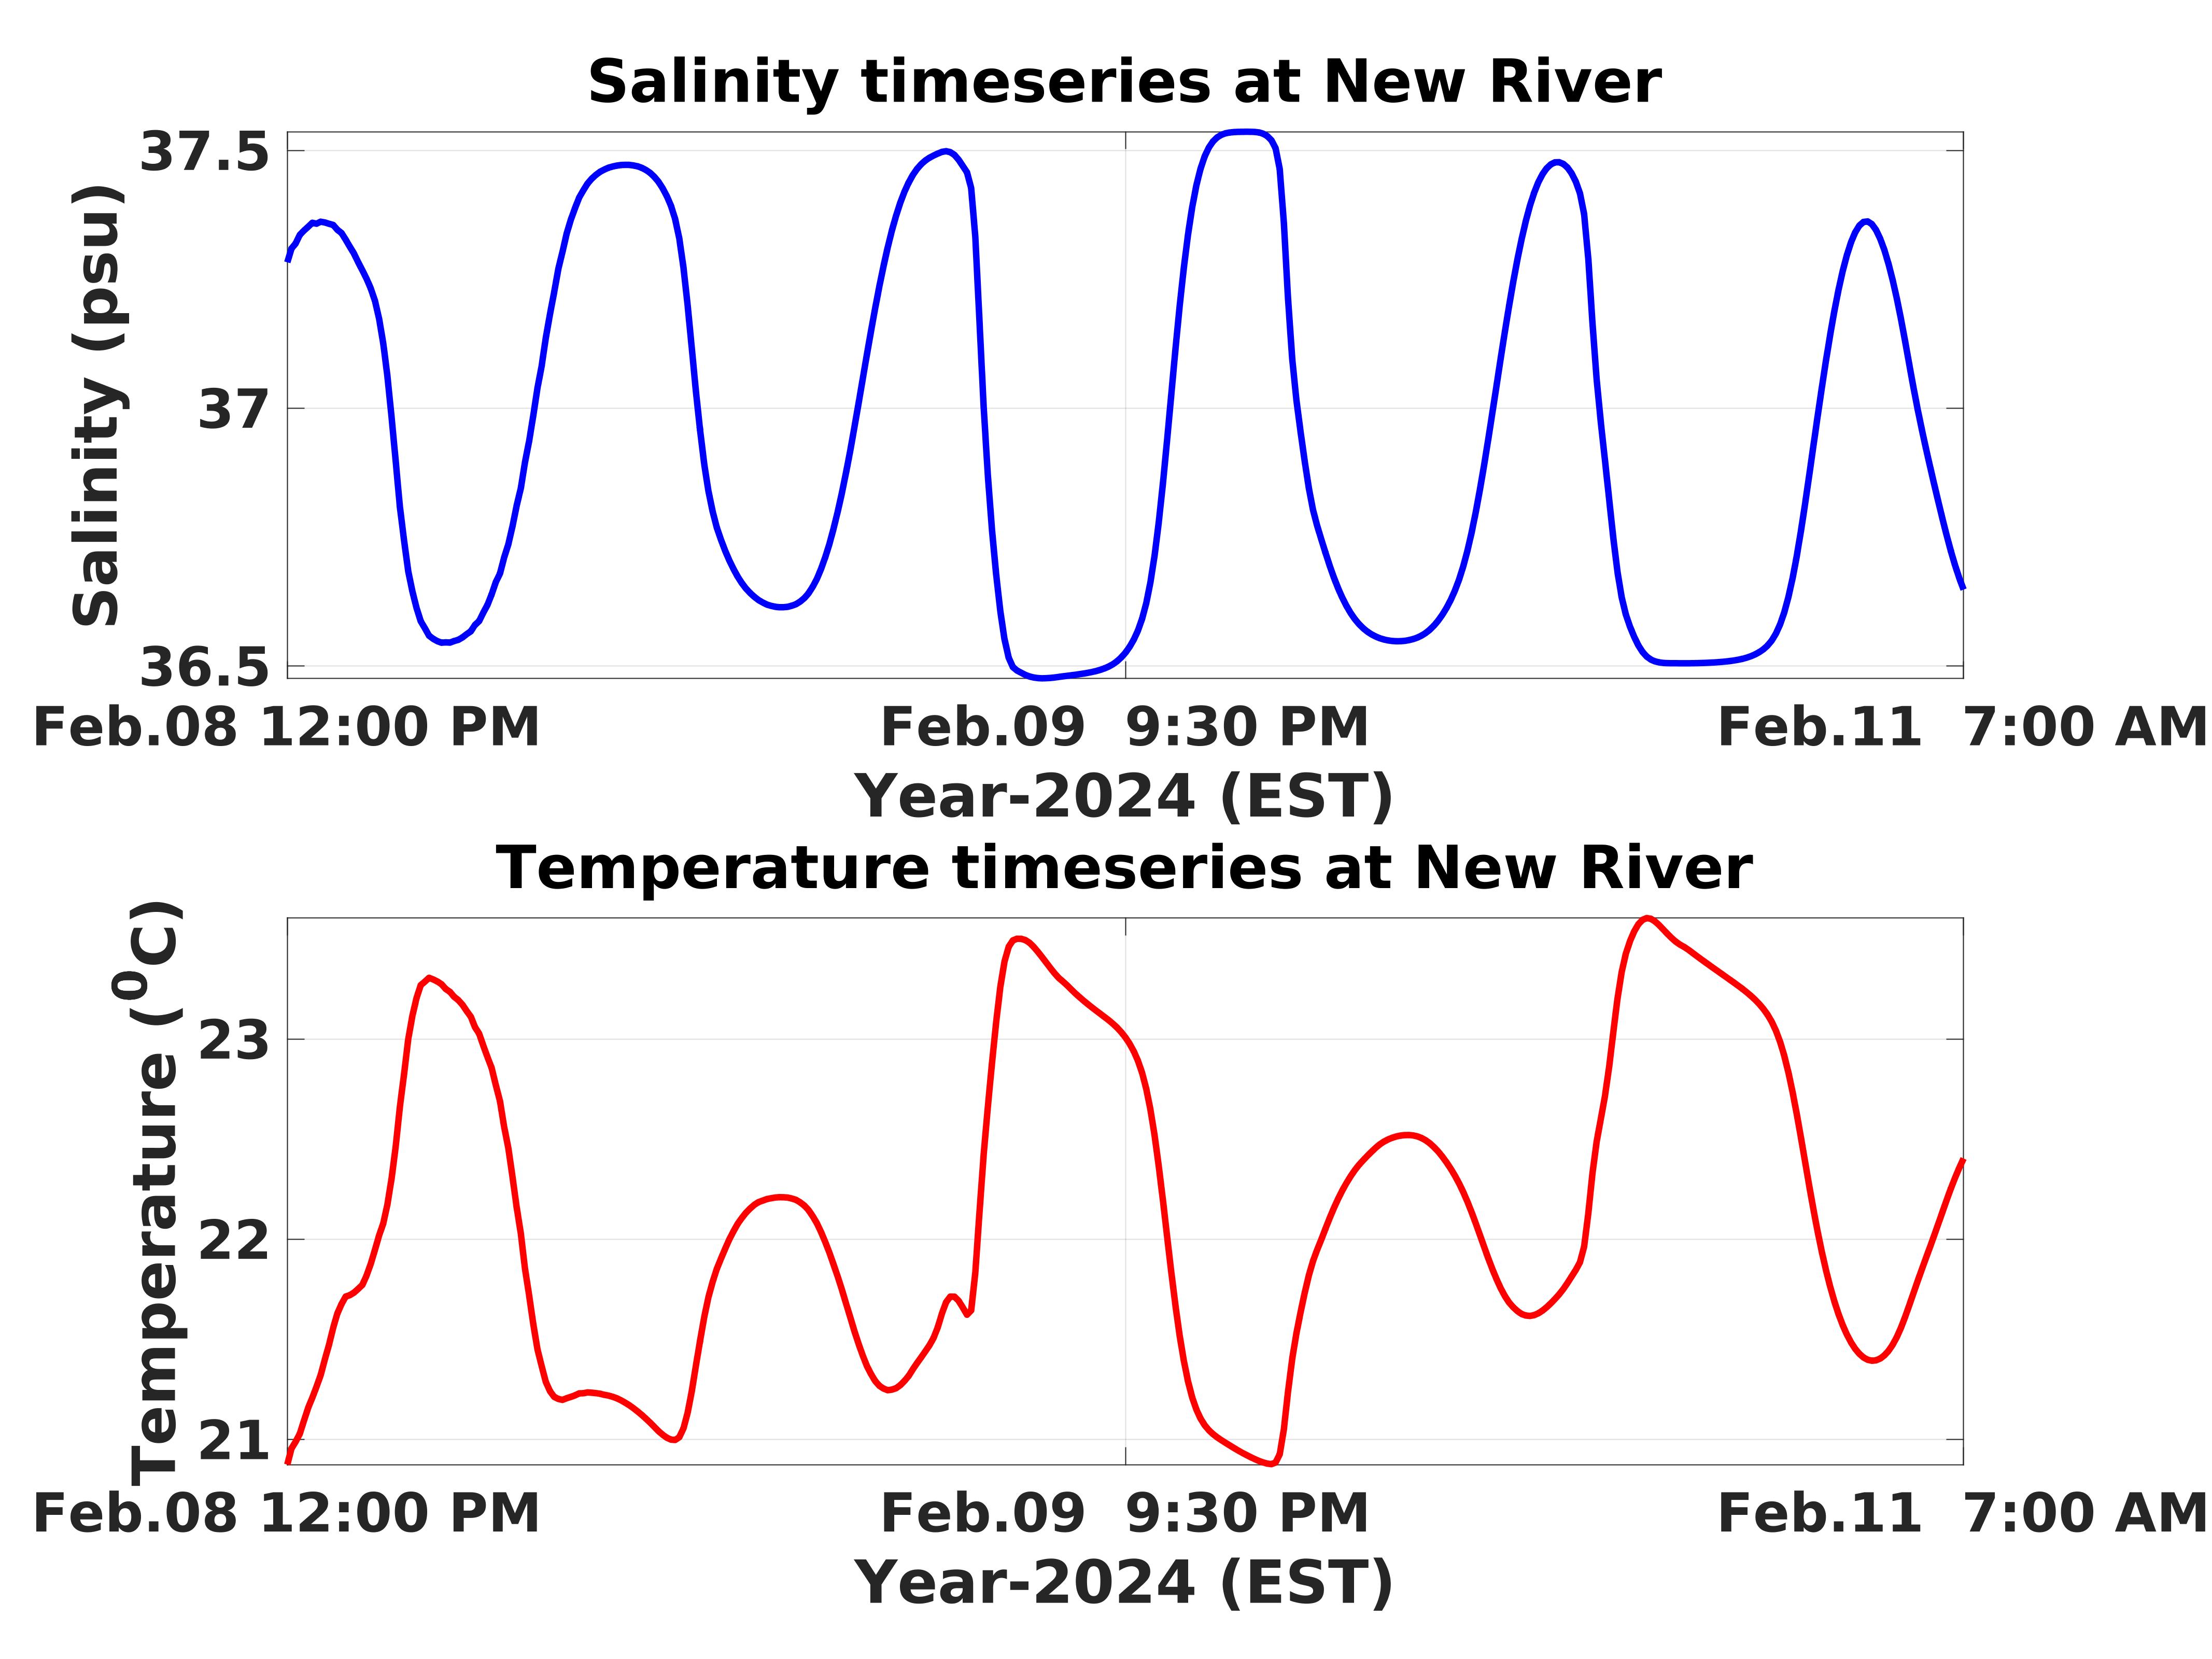 Salinity timeseries at New River
Salinity (psu)
37.5
37
36.5
Feb.08 12:00 PM Feb.09 9:30 PM Feb.11 7:00 AM
Year-2024 (EST)
Temperature timeseries at New River
Temperature (⁰C)
23
22
21
Feb.08 12:00 PM Feb.09 9:30 PM Feb.11 7:00 AM
Year-2024 (EST)